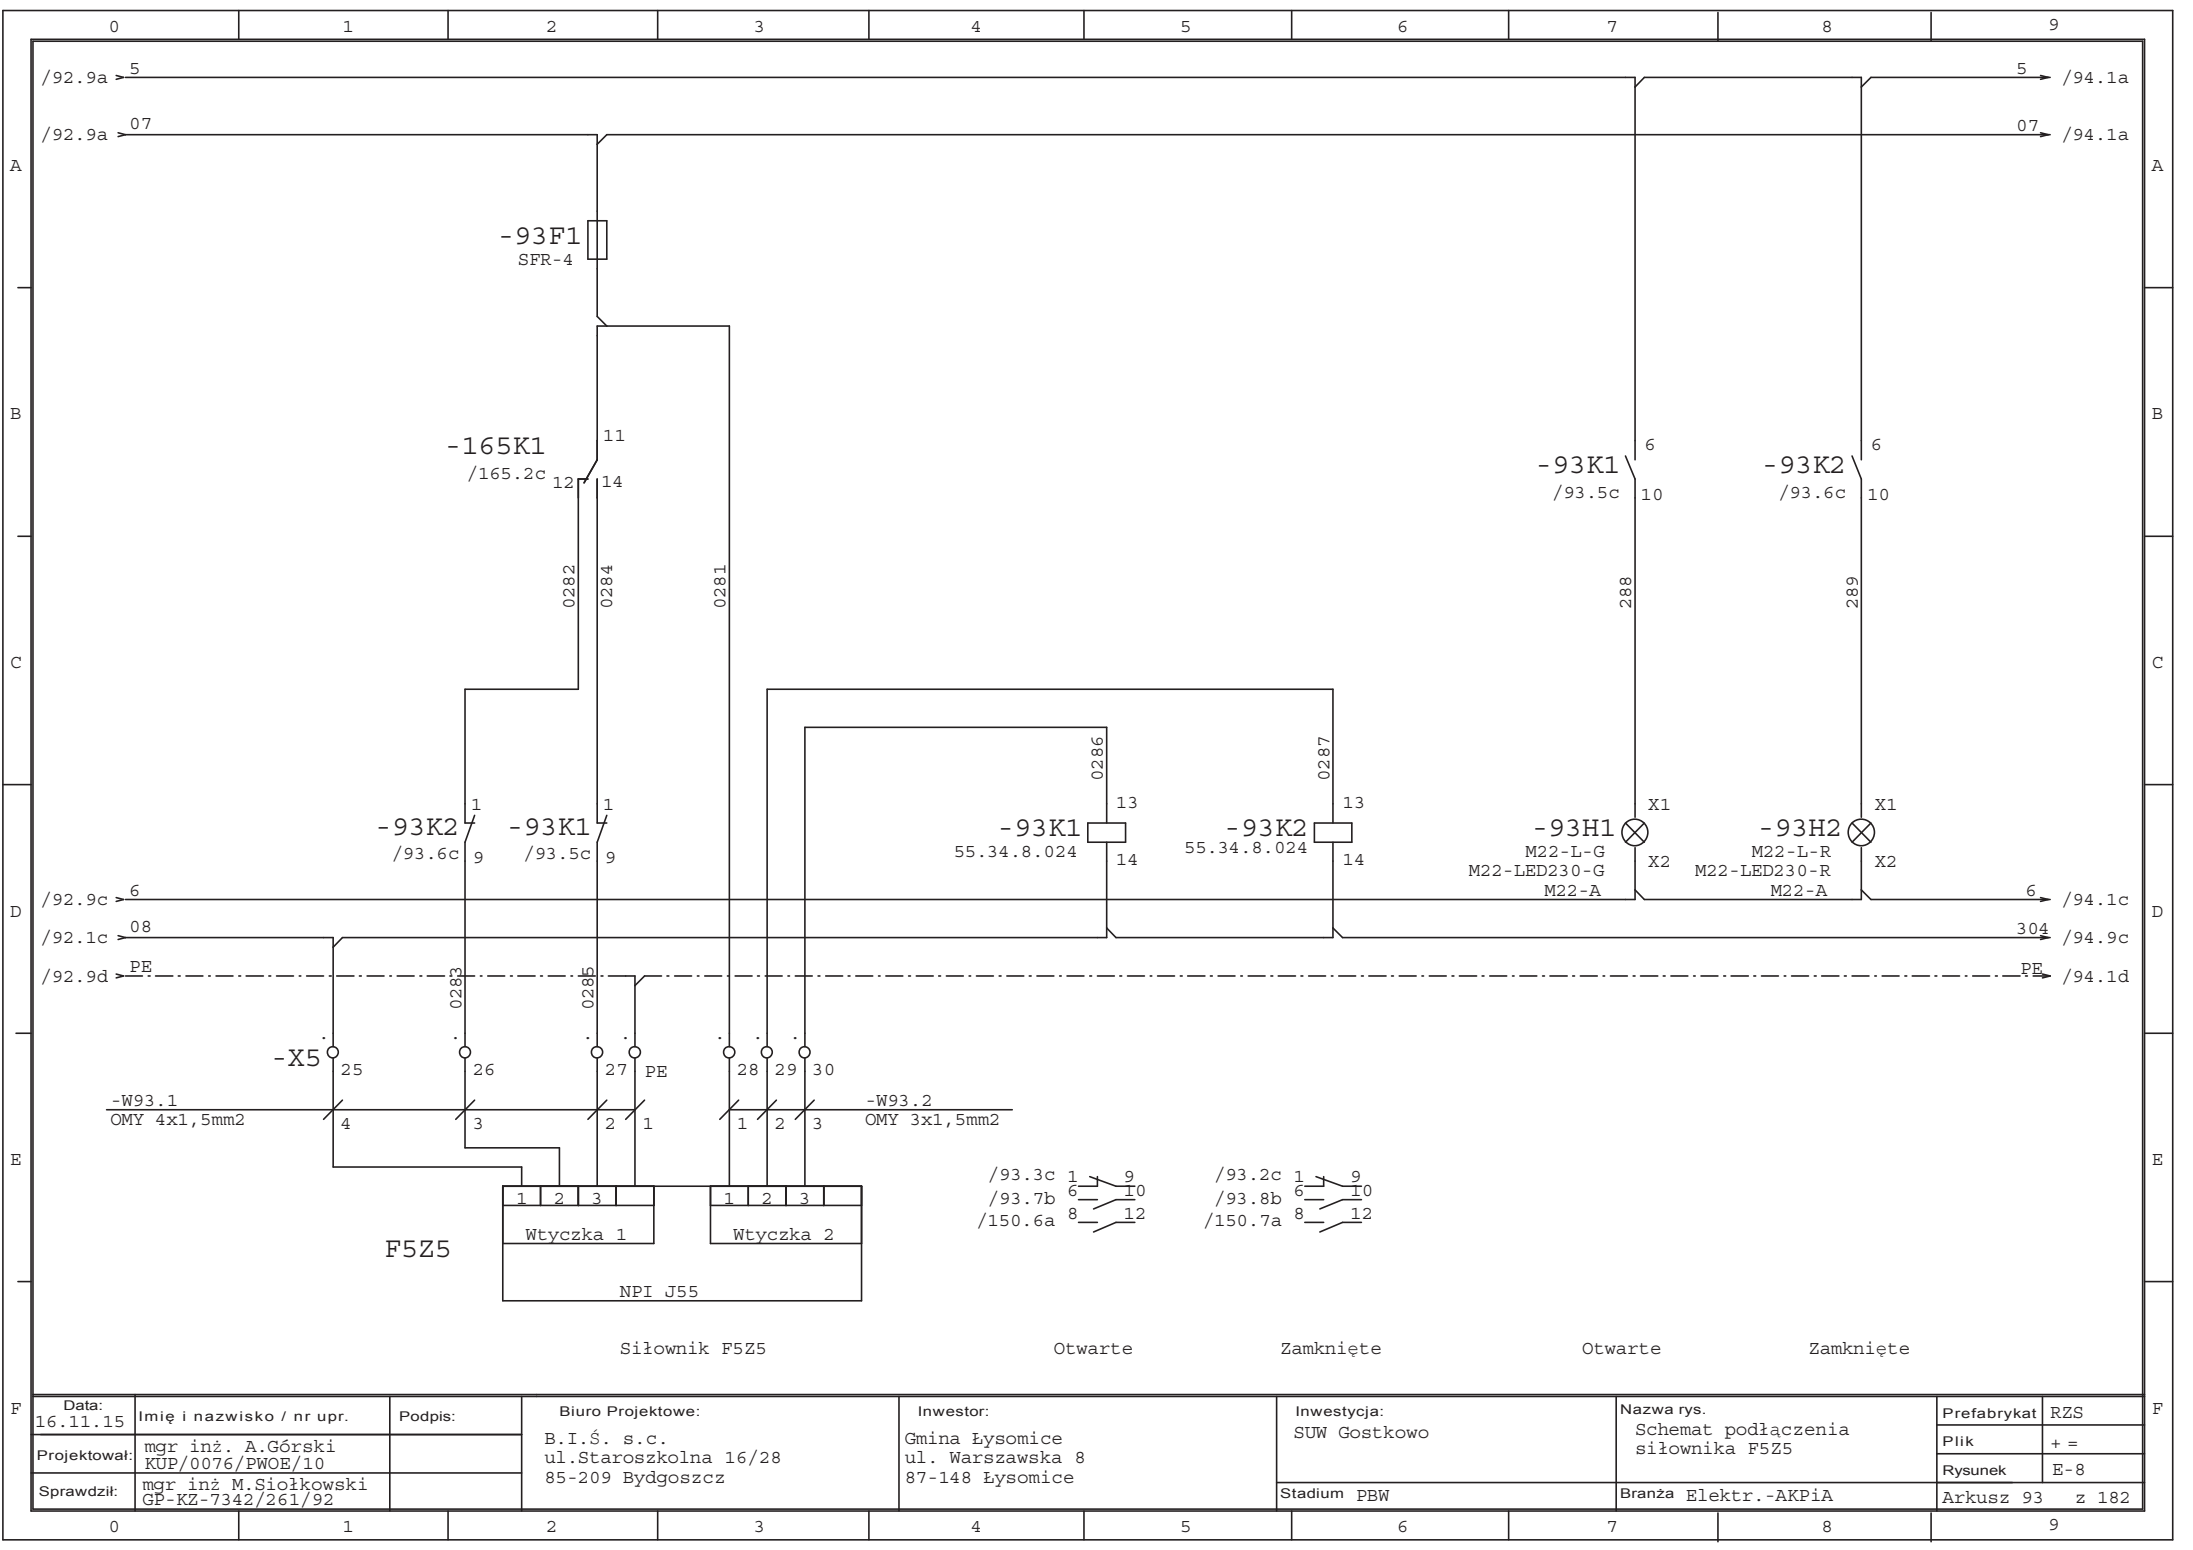 0 1 2 3 4 5 6 7 8 9
/92.9a 5 5 /94.1a
/92.9a 07 07 /94.1a
A A
-93F1
SFR-4
B B
-165K1 11
/165.2c 12 14
-93K1 6
/93.5c 10
-93K2 6
/93.6c 10
0282 0284 0281 288 289
C C
0286 0287
-93K2 1
/93.6c 9
-93K1 1
/93.5c 9
-93K1 13
55.34.8.024 14
-93K2 13
55.34.8.024 14
-93H1 X1
M22-L-G X2
M22-LED230-G
M22-A
-93H2 X1
M22-L-R X2
M22-LED230-R
M22-A
/92.9c 6 6 /94.1c
D D
/92.1c 08 304 /94.9c
/92.9d PE PE /94.1d
0283 0285
-X5 25 26 27 PE 28 29 30
-W93.1
OMY 4x1,5mm2
4 3 2 1
1 2 3
-W93.2
OMY 3x1,5mm2
E E
/93.3c 1 9
/93.7b 6 10
/150.6a 8 12
/93.2c 1 9
/93.8b 6 10
/150.7a 8 12
1 2 3
Wtyczka 1
1 2 3
Wtyczka 2
F5Z5
NPI J55
Siłownik F5Z5 Otwarte Zamknięte Otwarte Zamknięte
F F
Data:
16.11.15
Imię i nazwisko / nr upr.
Podpis:
Projektował:
mgr inż. A.Górski
KUP/0076/PWOE/10
Sprawdził:
mgr inż M.Siołkowski
GP-KZ-7342/261/92
Biuro Projektowe:
B.I.Ś. s.c.
ul.Staroszkolna 16/28
85-209 Bydgoszcz
Inwestor:
Gmina Łysomice
ul. Warszawska 8
87-148 Łysomice
Inwestycja:
SUW Gostkowo
Stadium PBW
Nazwa rys.
Schemat podłączenia
siłownika F5Z5
Branża Elektr.-AKPiA
Prefabrykat RZS
Plik + =
Rysunek E-8
Arkusz 93 z 182
0 1 2 3 4 5 6 7 8 9